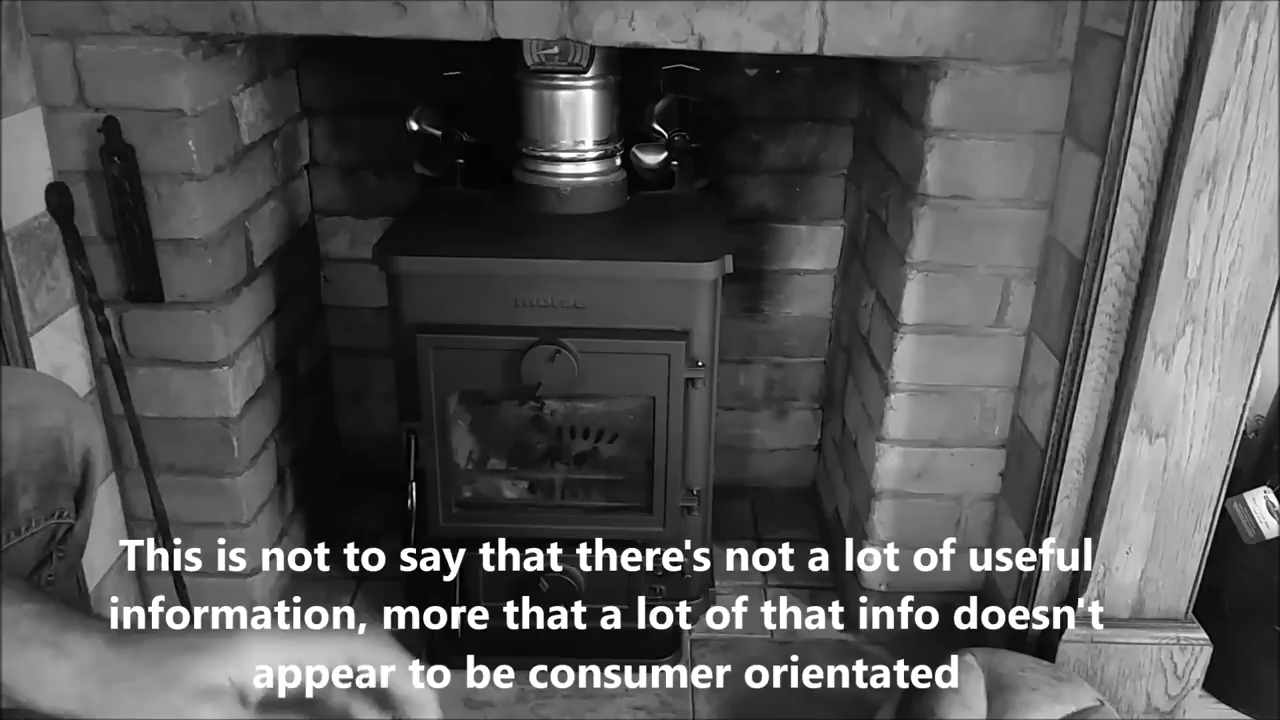 This is not to say that there's not a lot of useful
information, more that a lot of that info doesn't
appear to be consumer orientated